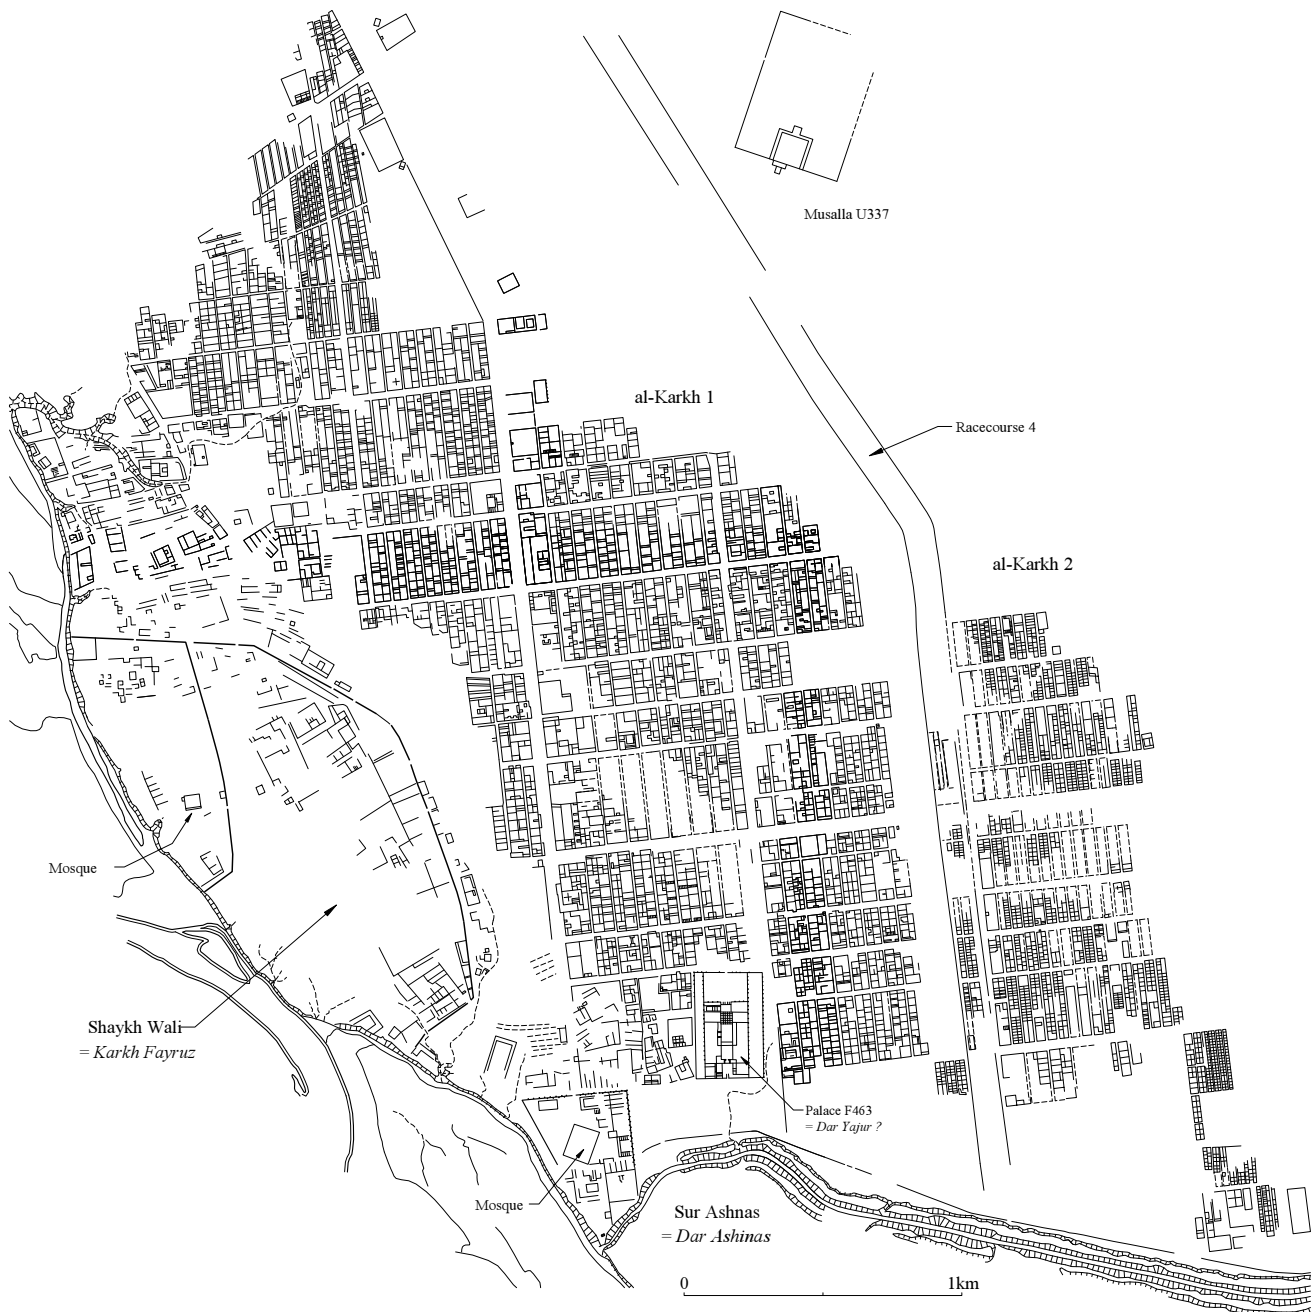 Musalla U337
al-Karkh 1
Racecourse 4
al-Karkh 2
Mosque
Shaykh Wali
= Karkh Fayruz
Palace F463
= Dar Yajur ?
Mosque
Sur Ashnas
= Dar Ashinas
0 1km